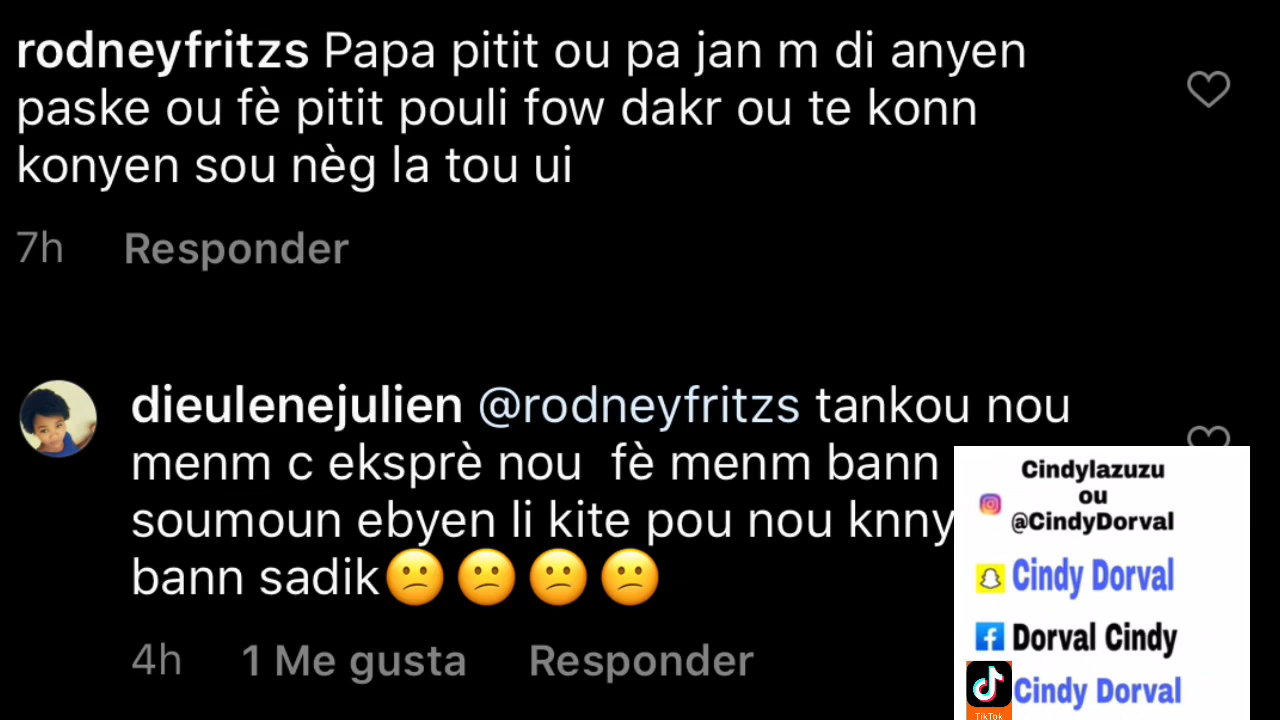 rodneyfritzs Papa pitit ou pa jan m di anyen
paske ou fè pitit pouli fow dakr ou te konn
konyen sou nèg la tou ui
7h Responder
dieulenejulien @rodneyfritzs tankou nou
menm c eksprè nou fè menm bann
soumoun ebyen li kite pou nou knny
bann sadik😕😕😕😕
4h 1 Me gusta Responder
Cindylazuzu
ou
@CindyDorval
Cindy Dorval
Dorval Cindy
Cindy Dorval
TikTok